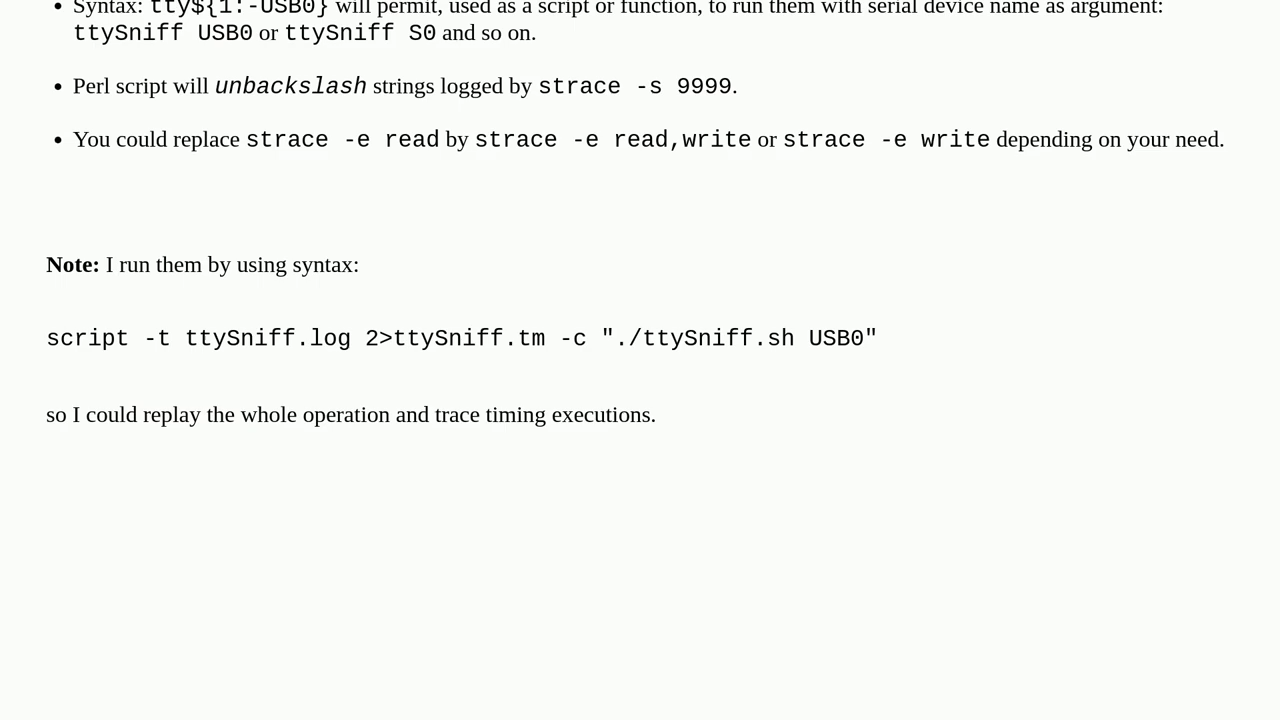 • Syntax: tty${1:-USB0} will permit, used as a script or function, to run them with serial device name as argument:
ttySniff USB0 or ttySniff S0 and so on.
• Perl script will unbackslash strings logged by strace -s 9999.
• You could replace strace -e read by strace -e read,write or strace -e write depending on your need.
Note: I run them by using syntax:
script -t ttySniff.log 2>ttySniff.tm -c "./ttySniff.sh USB0"
so I could replay the whole operation and trace timing executions.